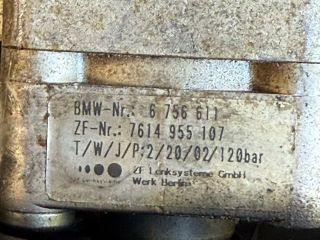 BMW-Nr.: 6 756 611
ZF-Nr.: 7614 955 107
T/W/J/P:2/20/02/120bar
ZF Lenksysteme GmbH
Werk Berlin